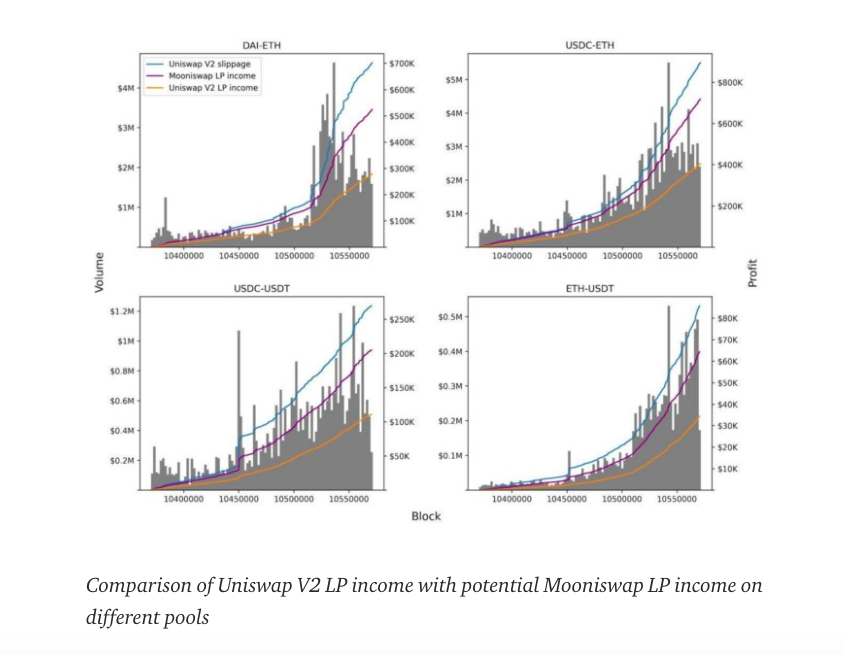 DAI-ETH
Uniswap V2 slippage
Mooniswap LP income
Uniswap V2 LP income
$4M
$3M
$2M
$1M
$700K
$600K
$500K
$400K
$300K
$200K
$100K
10400000 10450000 10500000 10550000
USDC-ETH
$5M
$4M
$3M
$2M
$1M
$800K
$600K
$400K
$200K
10400000 10450000 10500000 10550000
Volume
Profit
USDC-USDT
$1.2M
$1M
$0.8M
$0.6M
$0.4M
$0.2M
$250K
$200K
$150K
$100K
$50K
10400000 10450000 10500000 10550000
ETH-USDT
$0.5M
$0.4M
$0.3M
$0.2M
$0.1M
$80K
$70K
$60K
$50K
$40K
$30K
$20K
$10K
10400000 10450000 10500000 10550000
Block
Comparison of Uniswap V2 LP income with potential Mooniswap LP income on
different pools